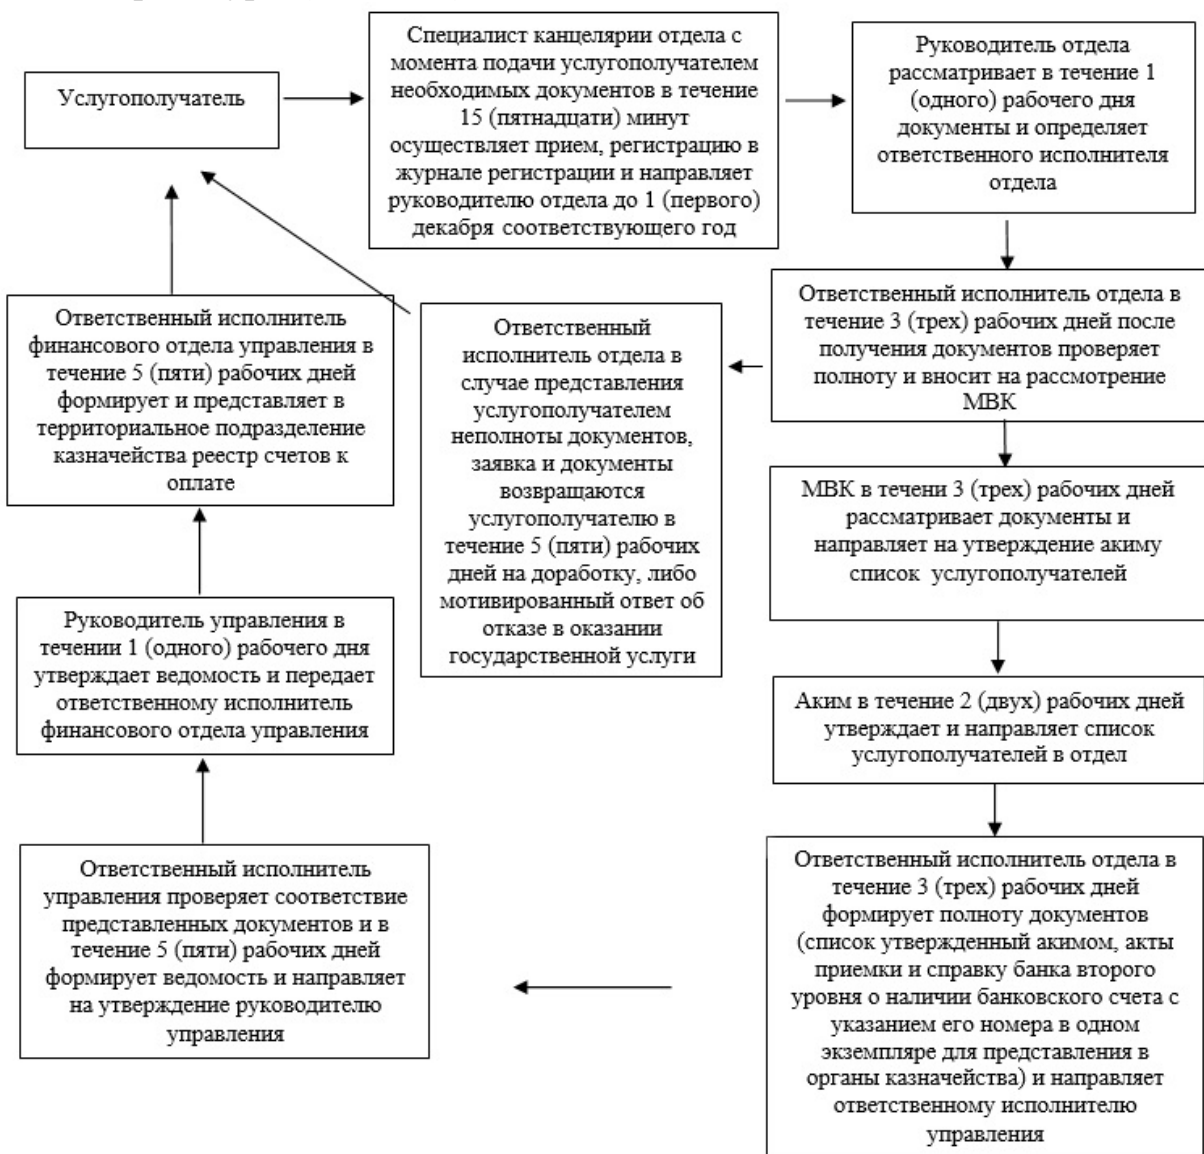 Услугополучатель
Специалист канцелярии отдела с
момента подачи услугополучателем
необходимых документов в течение
15 (пятнадцати) минут
осуществляет прием, регистрацию в
журнале регистрации и направляет
руководителю отдела до 1 (первого)
декабря соответствующего год
Руководитель отдела
рассматривает в течение 1
(одного) рабочего дня
документы и определяет
ответственного исполнителя
отдела
Ответственный исполнитель отдела в
течение 3 (трех) рабочих дней после
получения документов проверяет
полноту и вносит на рассмотрение
МВК
Ответственный
исполнитель отдела в
случае представления
услугополучателем
неполноты документов,
заявка и документы
возвращаются
услугополучателю в
течение 5 (пяти) рабочих
дней на доработку, либо
мотивированный ответ об
отказе в оказании
государственной услуги
МВК в течени 3 (трех) рабочих дней
рассматривает документы и
направляет на утверждение акиму
список услугополучателей
Аким в течение 2 (двух) рабочих дней
утверждает и направляет список
услугополучателей в отдел
Ответственный исполнитель отдела в
течение 3 (трех) рабочих дней
формирует полноту документов
(список утвержденный акимом, акты
приемки и справку банка второго
уровня о наличии банковского счета с
указанием его номера в одном
экземпляре для представления в
органы казначейства) и направляет
ответственному исполнителю
управления
Ответственный исполнитель
управления проверяет соответствие
представленных документов и в
течение 5 (пяти) рабочих дней
формирует ведомость и направляет
на утверждение руководителю
управления
Руководитель управления в
течении 1 (одного) рабочего дня
утверждает ведомость и передает
ответственному исполнитель
финансового отдела управления
Ответственный исполнитель
финансового отдела управления в
течение 5 (пяти) рабочих дней
формирует и представляет в
территориальное подразделение
казначейства реестр счетов к
оплате